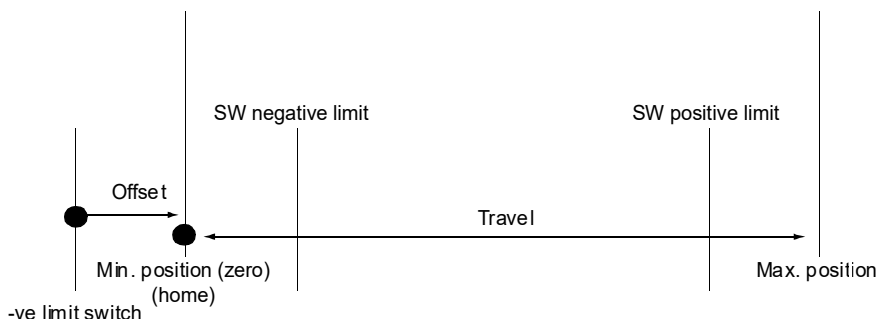 SW negative limit
SW positive limit
Offset
Travel
Min. position (zero)
(home)
Max. position
-ve limit switch